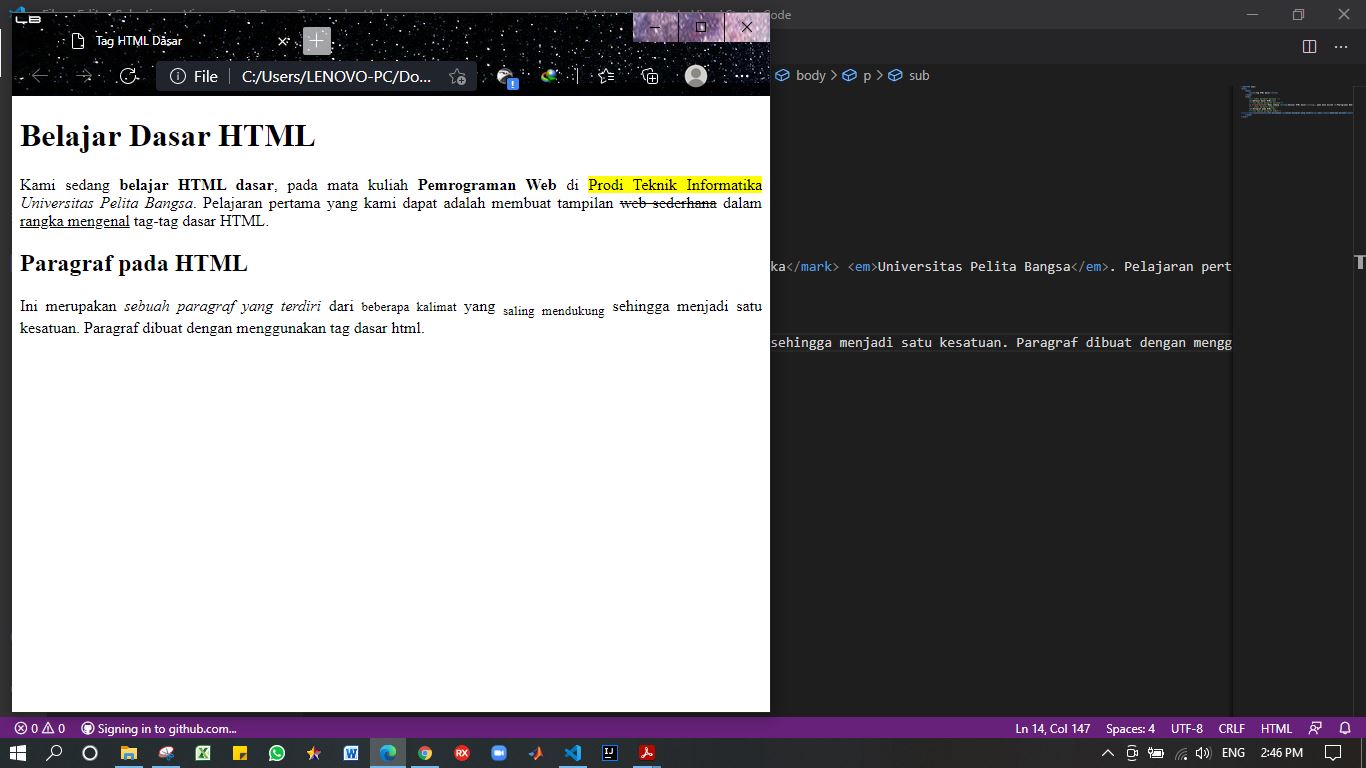 LB
Tag HTML Dasar
File
C:/Users/LENOVO-PC/Do...
body > p > sub
Belajar Dasar HTML
Kami sedang belajar HTML dasar, pada mata kuliah Pemrograman Web di Prodi Teknik Informatika
Universitas Pelita Bangsa. Pelajaran pertama yang kami dapat adalah membuat tampilan web sederhana dalam
rangka mengenal tag-tag dasar HTML.
Paragraf pada HTML
Ini merupakan sebuah paragraf yang terdiri dari beberapa kalimat yang saling mendukung sehingga menjadi satu
kesatuan. Paragraf dibuat dengan menggunakan tag dasar html.
ka</mark> <em>Universitas Pelita Bangsa</em>. Pelajaran pert
sehingga menjadi satu kesatuan. Paragraf dibuat dengan mengg
0 0 Signing in to github.com...
Ln 14, Col 147 Spaces: 4 UTF-8 CRLF HTML
ENG 2:46 PM